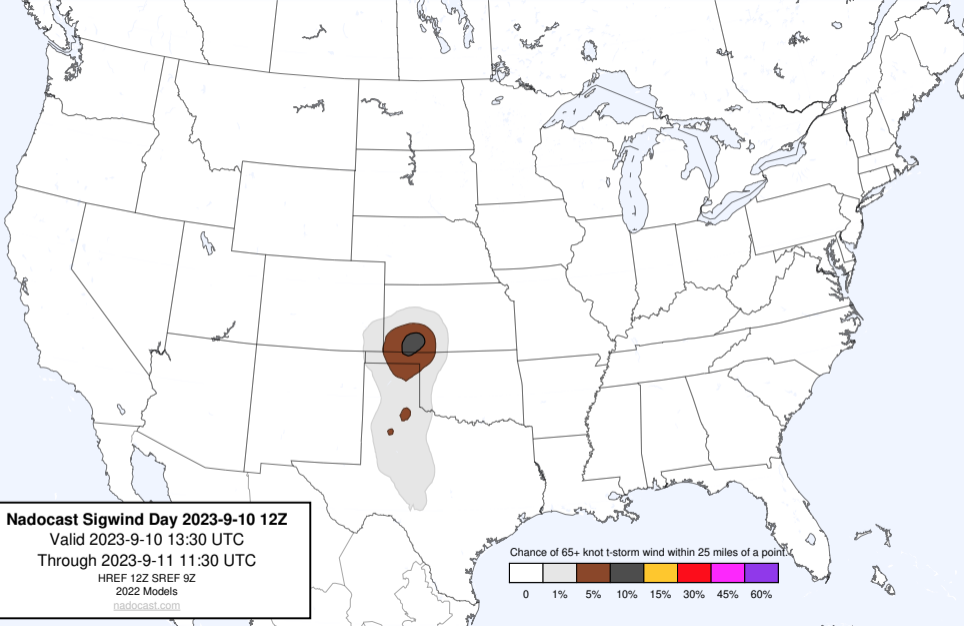 Nadocast Sigwind Day 2023-9-10 12Z
Valid 2023-9-10 13:30 UTC
Through 2023-9-11 11:30 UTC
HREF 12Z SREF 9Z
2022 Models
nadocast.com
Chance of 65+ knot t-storm wind within 25 miles of a point.
0 1% 5% 10% 15% 30% 45% 60%